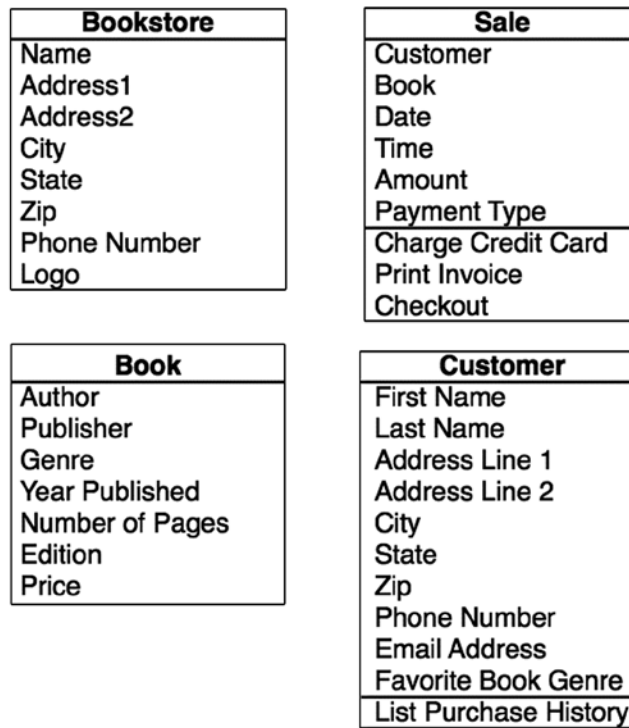 Bookstore
Name
Address1
Address2
City
State
Zip
Phone Number
Logo
Sale
Customer
Book
Date
Time
Amount
Payment Type
Charge Credit Card
Print Invoice
Checkout
Book
Author
Publisher
Genre
Year Published
Number of Pages
Edition
Price
Customer
First Name
Last Name
Address Line 1
Address Line 2
City
State
Zip
Phone Number
Email Address
Favorite Book Genre
List Purchase History